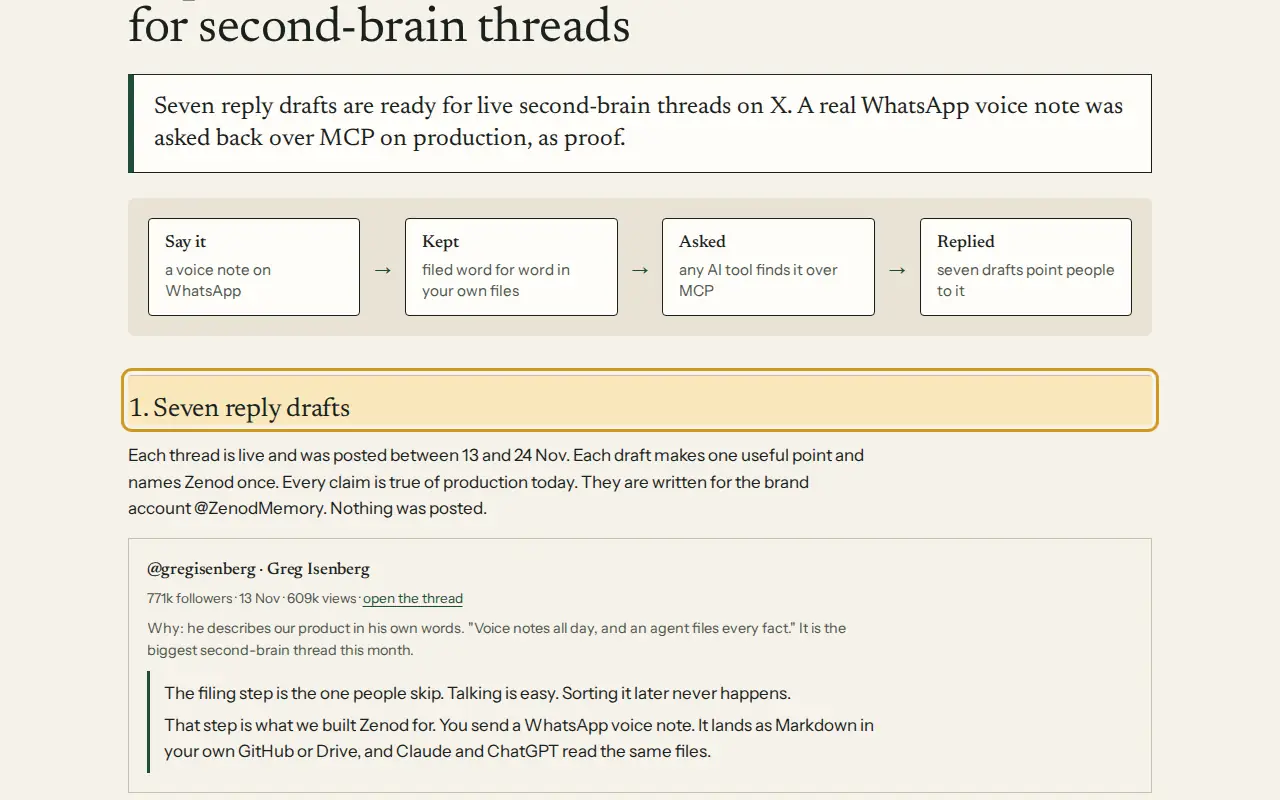 for second-brain threads
Seven reply drafts are ready for live second-brain threads on X. A real WhatsApp voice note was
asked back over MCP on production, as proof.
Say it
a voice note on
WhatsApp
→
Kept
filed word for word in
your own files
→
Asked
any AI tool finds it over
MCP
→
Replied
seven drafts point people
to it
1. Seven reply drafts
Each thread is live and was posted between 13 and 24 Nov. Each draft makes one useful point and
names Zenod once. Every claim is true of production today. They are written for the brand
account @ZenodMemory. Nothing was posted.
@gregisenberg · Greg Isenberg
771k followers · 13 Nov · 609k views · open the thread
Why: he describes our product in his own words. "Voice notes all day, and an agent files every fact." It is the
biggest second-brain thread this month.
The filing step is the one people skip. Talking is easy. Sorting it later never happens.
That step is what we built Zenod for. You send a WhatsApp voice note. It lands as Markdown in
your own GitHub or Drive, and Claude and ChatGPT read the same files.